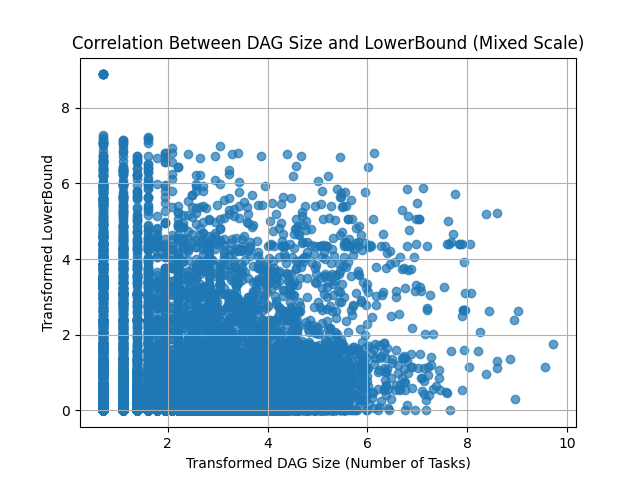 Correlation Between DAG Size and LowerBound (Mixed Scale)
Transformed LowerBound
8
6
4
2
0
2 4 6 8 10
Transformed DAG Size (Number of Tasks)